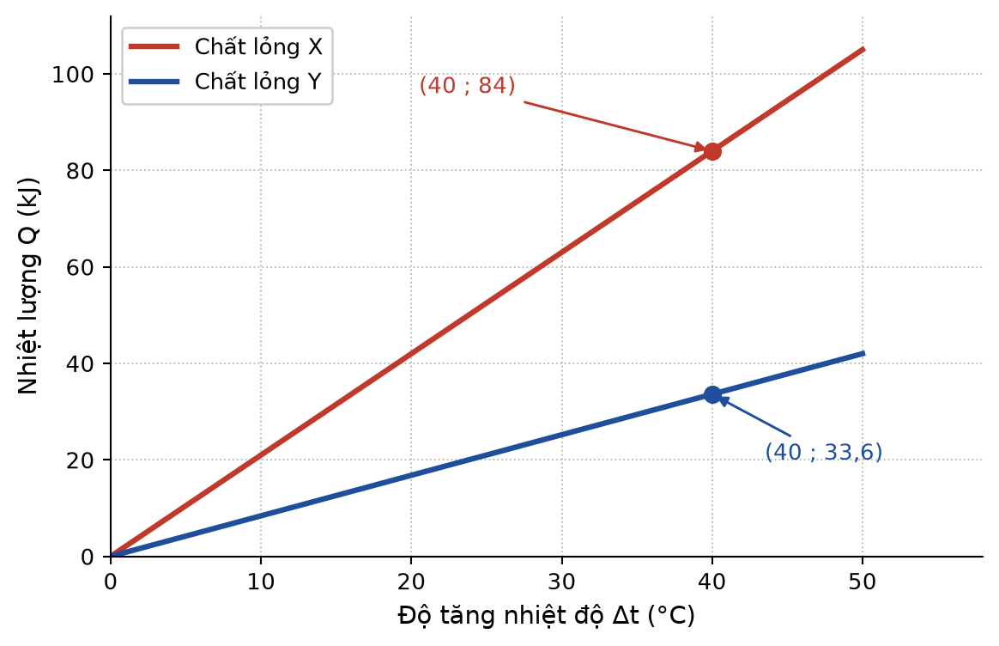 Chất lỏng X
Chất lỏng Y
(40 ; 84)
(40 ; 33,6)
Nhiệt lượng Q (kJ)
100
80
60
40
20
0
0 10 20 30 40 50
Độ tăng nhiệt độ Δt (°C)